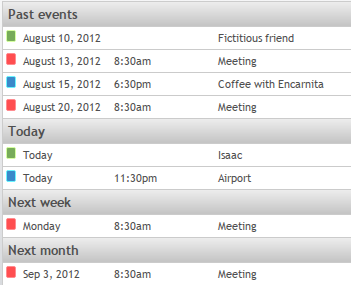 Past events
August 10, 2012 Fictitious friend
August 13, 2012 8:30am Meeting
August 15, 2012 6:30pm Coffee with Encarnita
August 20, 2012 8:30am Meeting
Today
Today Isaac
Today 11:30pm Airport
Next week
Monday 8:30am Meeting
Next month
Sep 3, 2012 8:30am Meeting